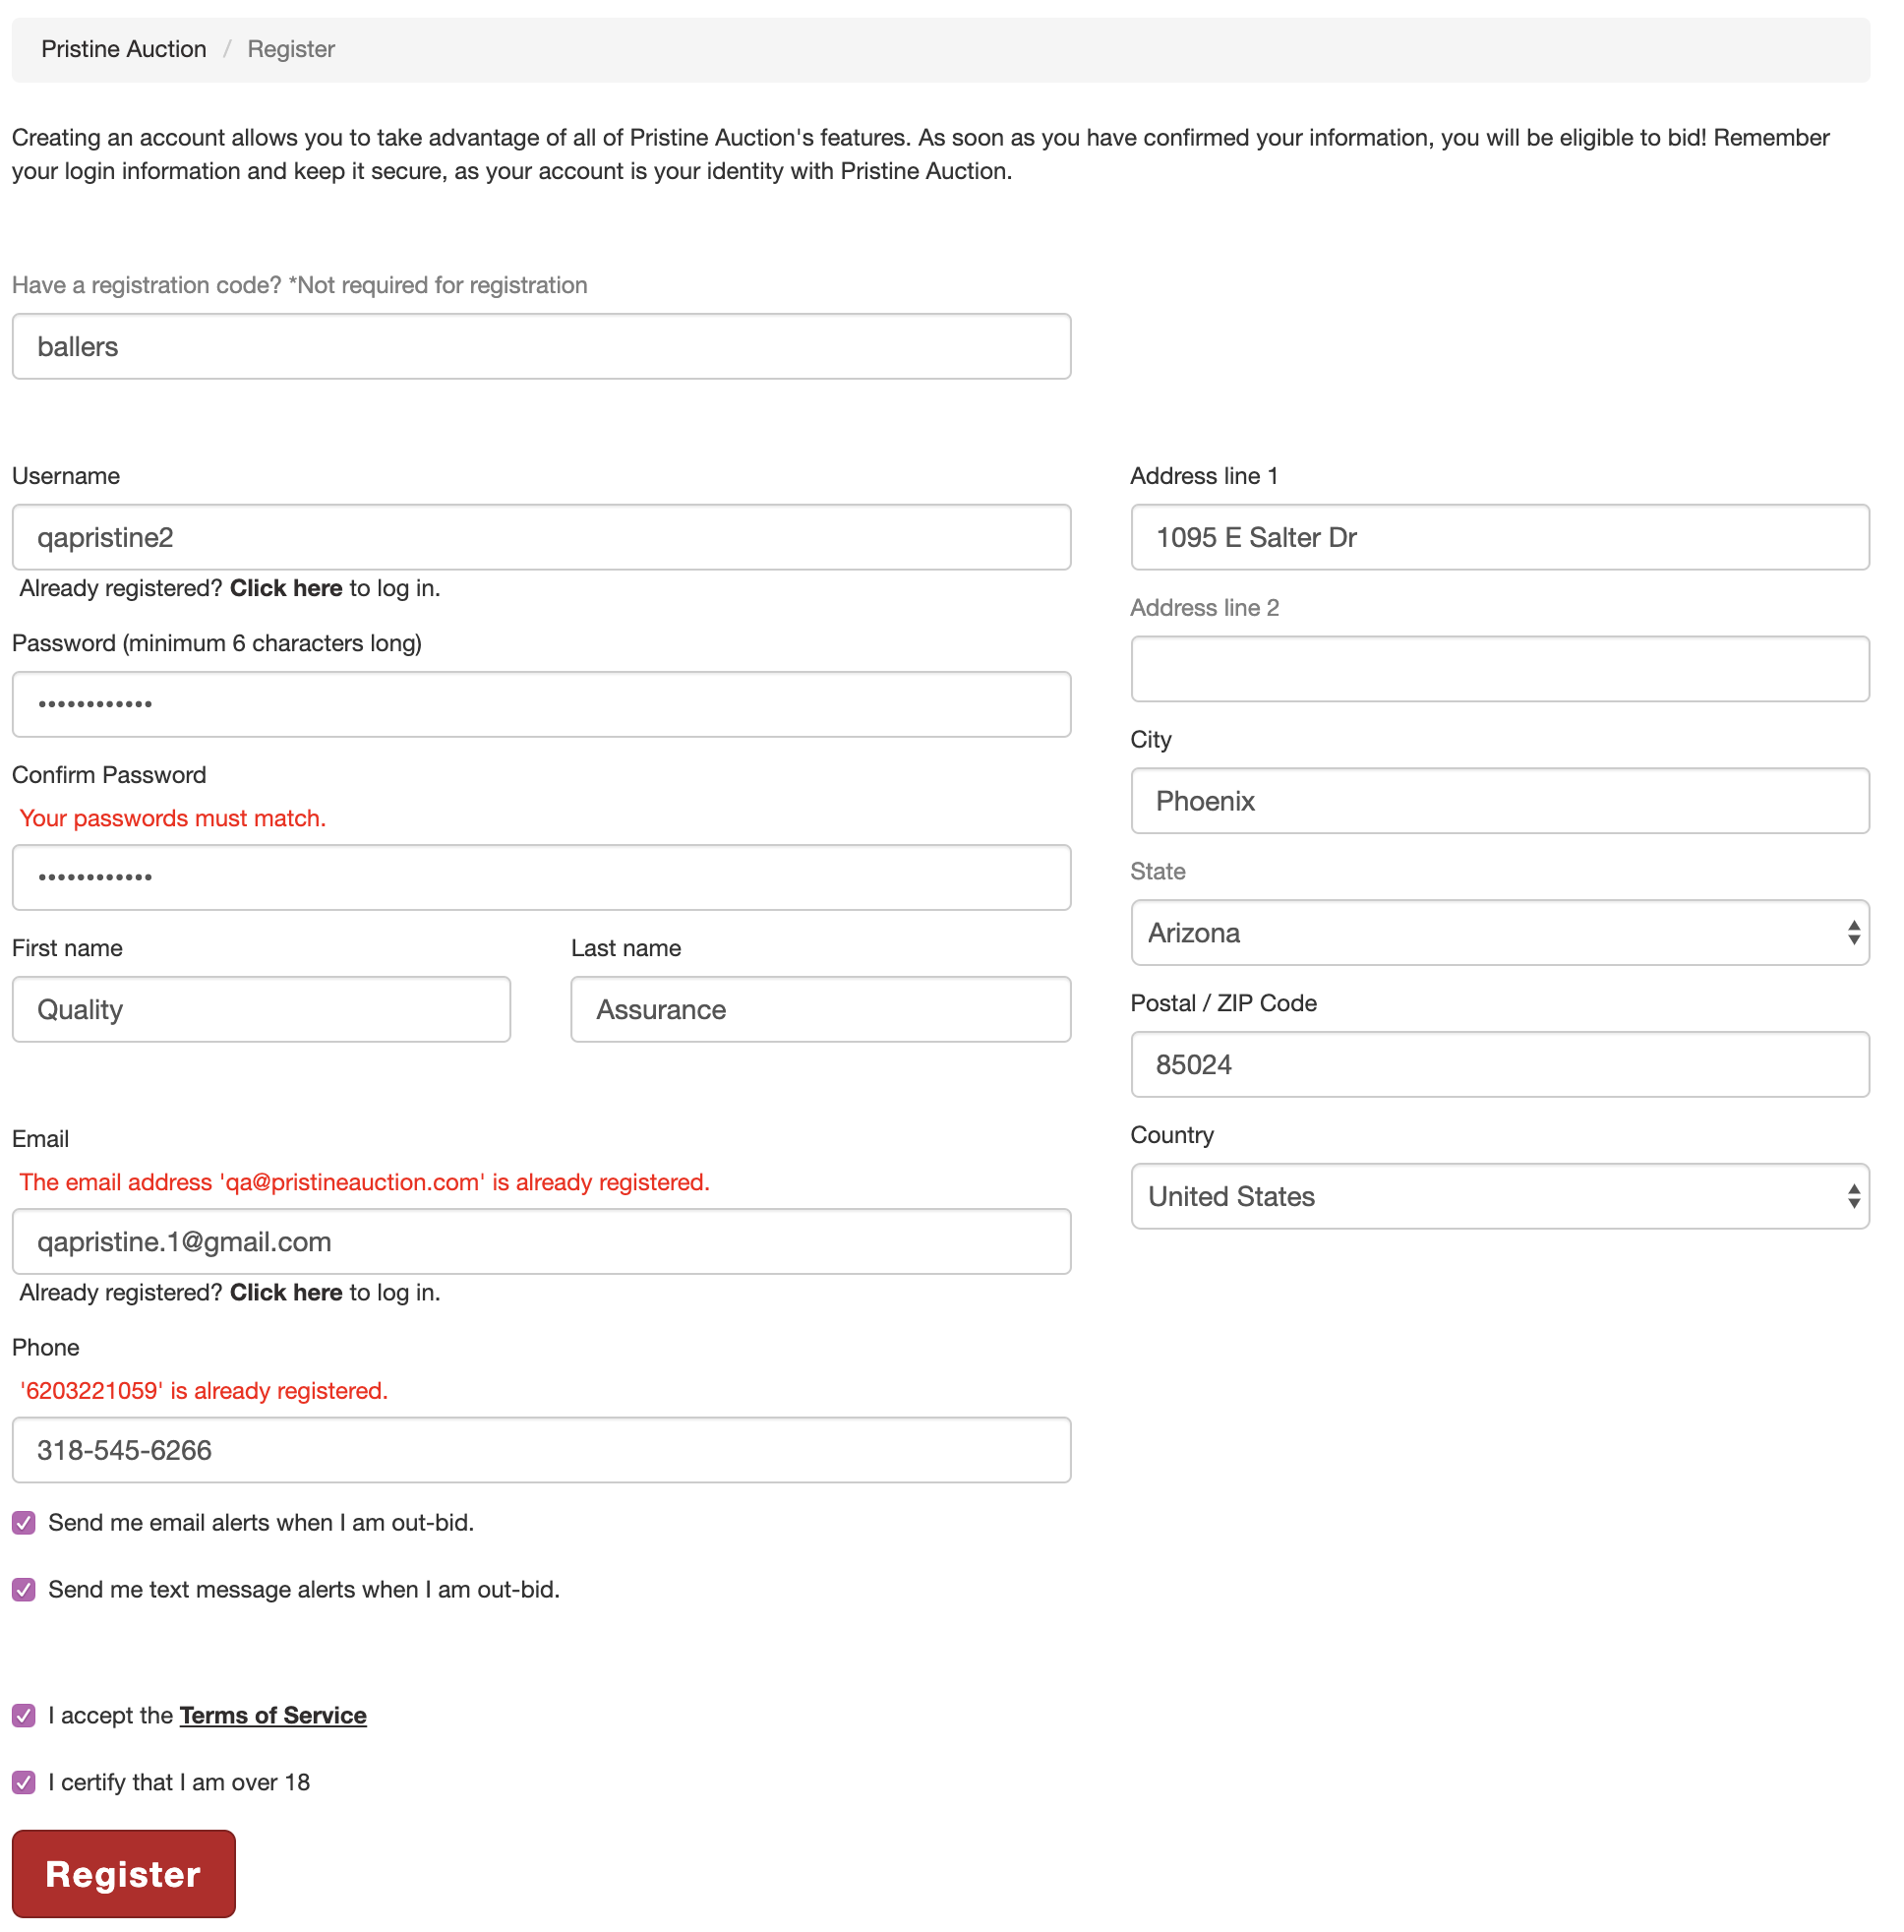 Pristine Auction / Register
Creating an account allows you to take advantage of all of Pristine Auction's features. As soon as you have confirmed your information, you will be eligible to bid! Remember
your login information and keep it secure, as your account is your identity with Pristine Auction.
Have a registration code? *Not required for registration
ballers
Username
qapristine2
Already registered? Click here to log in.
Password (minimum 6 characters long)
••••••••••••
Confirm Password
Your passwords must match.
••••••••••••
First name
Last name
Quality
Assurance
Email
The email address 'qa@pristineauction.com' is already registered.
qapristine.1@gmail.com
Already registered? Click here to log in.
Phone
'6203221059' is already registered.
318-545-6266
Send me email alerts when I am out-bid.
Send me text message alerts when I am out-bid.
I accept the Terms of Service
I certify that I am over 18
Register
Address line 1
1095 E Salter Dr
Address line 2
City
Phoenix
State
Arizona
Postal / ZIP Code
85024
Country
United States